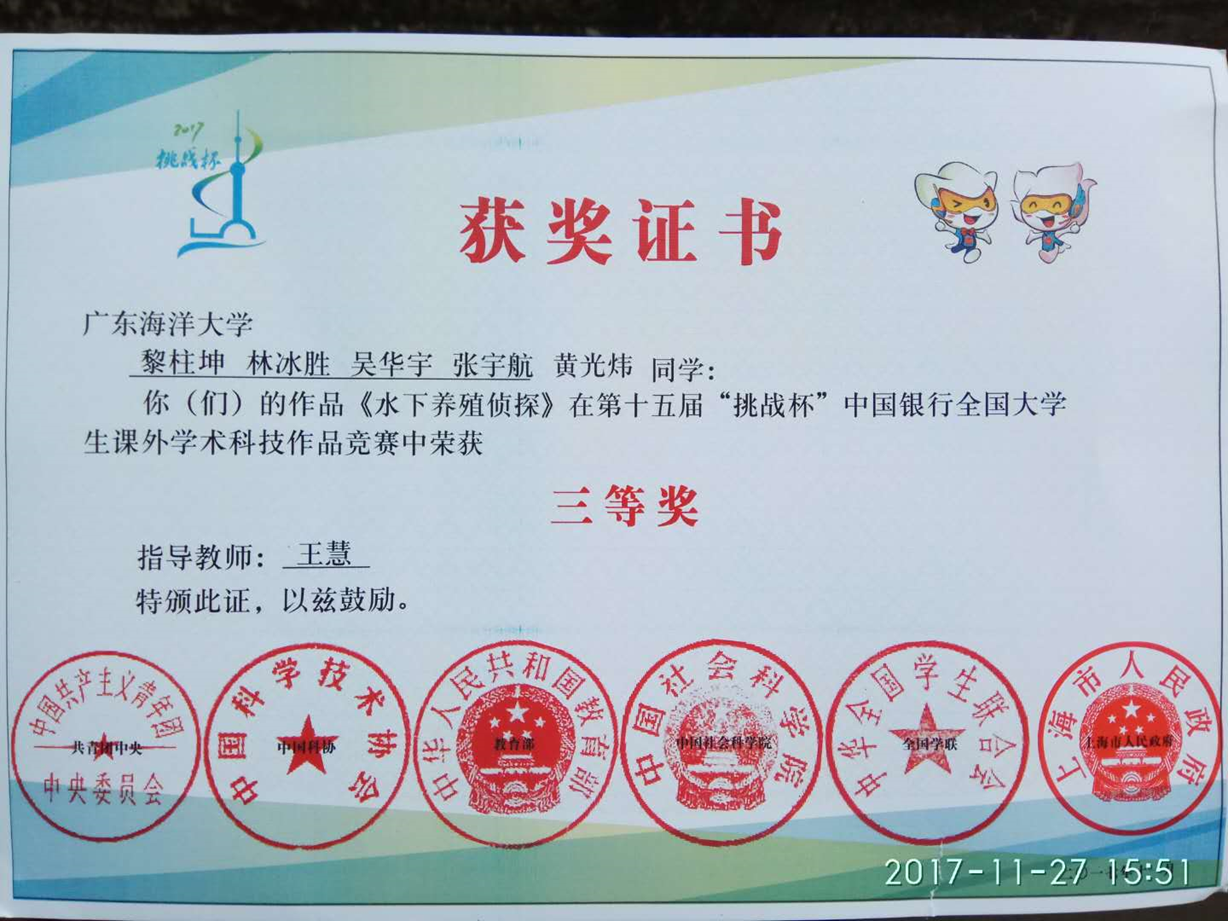 2017
挑战杯
获奖证书
广东海洋大学
黎柱坤 林冰胜 吴华宇 张宇航 黄光炜 同学：
你（们）的作品《水下养殖侦探》在第十五届“挑战杯”中国银行全国大学
生课外学术科技作品竞赛中荣获
三等奖
指导教师：王慧
特颁此证，以兹鼓励。
中国共产主义青年团
共青团中央
中央委员会
中国科学技术协会
中国科协
中华人民共和国教育部
教育部
中国社会科学院
中国社会科学院
中华全国学生联合会
全国学联
上海市人民政府
上海市人民政府
2017-11-27 15:51